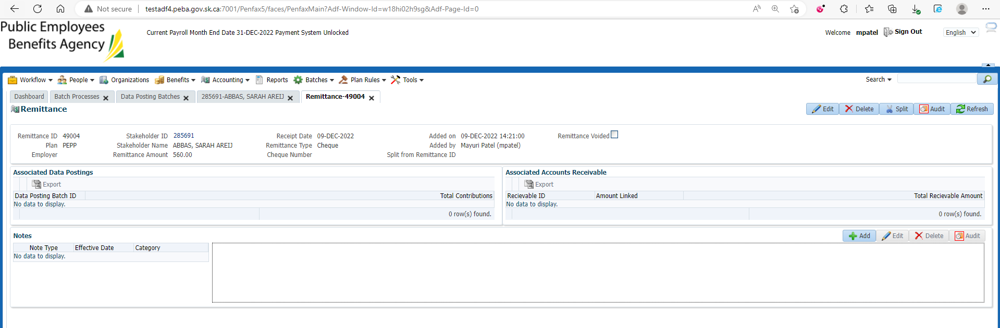 Not secure testadf4.peba.gov.sk.ca:7001/Penfax5/faces/PenfaxMain?Adf-Window-Id=w18hi02h9sg&Adf-Page-Id=0
Public Employees
Benefits Agency
Current Payroll Month End Date 31-DEC-2022 Payment System Unlocked
Welcome mpatel Sign Out English
Workflow People Organizations Benefits Accounting Reports Batches Plan Rules Tools Search
Dashboard Batch Processes Data Posting Batches 285691-ABBAS, SARAH AREIJ Remittance-49004
Remittance Edit Delete Split Audit Refresh
Remittance ID 49004 Stakeholder ID 285691 Receipt Date 09-DEC-2022 Added on 09-DEC-2022 14:21:00 Remittance Voided
Plan PEPP Stakeholder Name ABBAS, SARAH AREIJ Remittance Type Cheque Added by Mayuri Patel (mpatel)
Employer Remittance Amount 560.00 Cheque Number Split from Remittance ID
Associated Data Postings Associated Accounts Receivable
Export Export
Data Posting Batch ID Total Contributions Recievable ID Amount Linked Total Recievable Amount
No data to display. No data to display.
0 row(s) found. 0 row(s) found.
Notes Add Edit Delete Audit
Note Type Effective Date Category
No data to display.